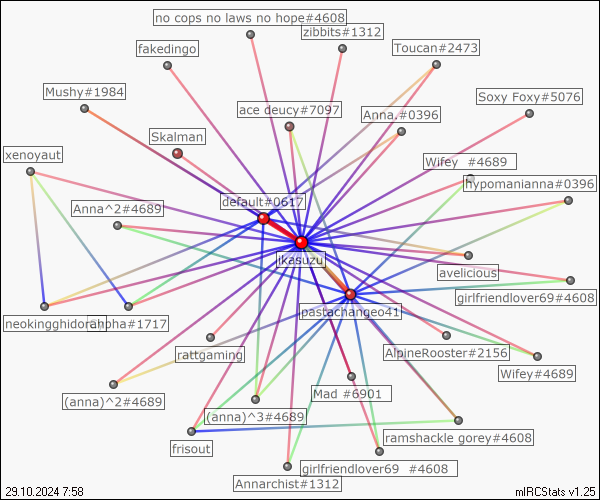 no cops no laws no hope#4608
zibbits#1312
fakedingo
Toucan#2473
Mushy#1984
Soxy Foxy#5076
ace deucy#7097
Anna.#0396
Skalman
xenoyaut
Wifey #4689
hypomanianna#0396
default#0617
Anna^2#4689
ikasuzu
avelicious
girlfriendlover69#4608
pastachangeo41
neokingghidorah
#1717
rattgaming
AlpineRooster#2156
Wifey#4689
(anna)^2#4689
Mad #6901
(anna)^3#4689
ramshackle gorey#4608
frisout
girlfriendlover69 #4608
Annarchist#1312
29.10.2024 7:58
mIRCStats v1.25